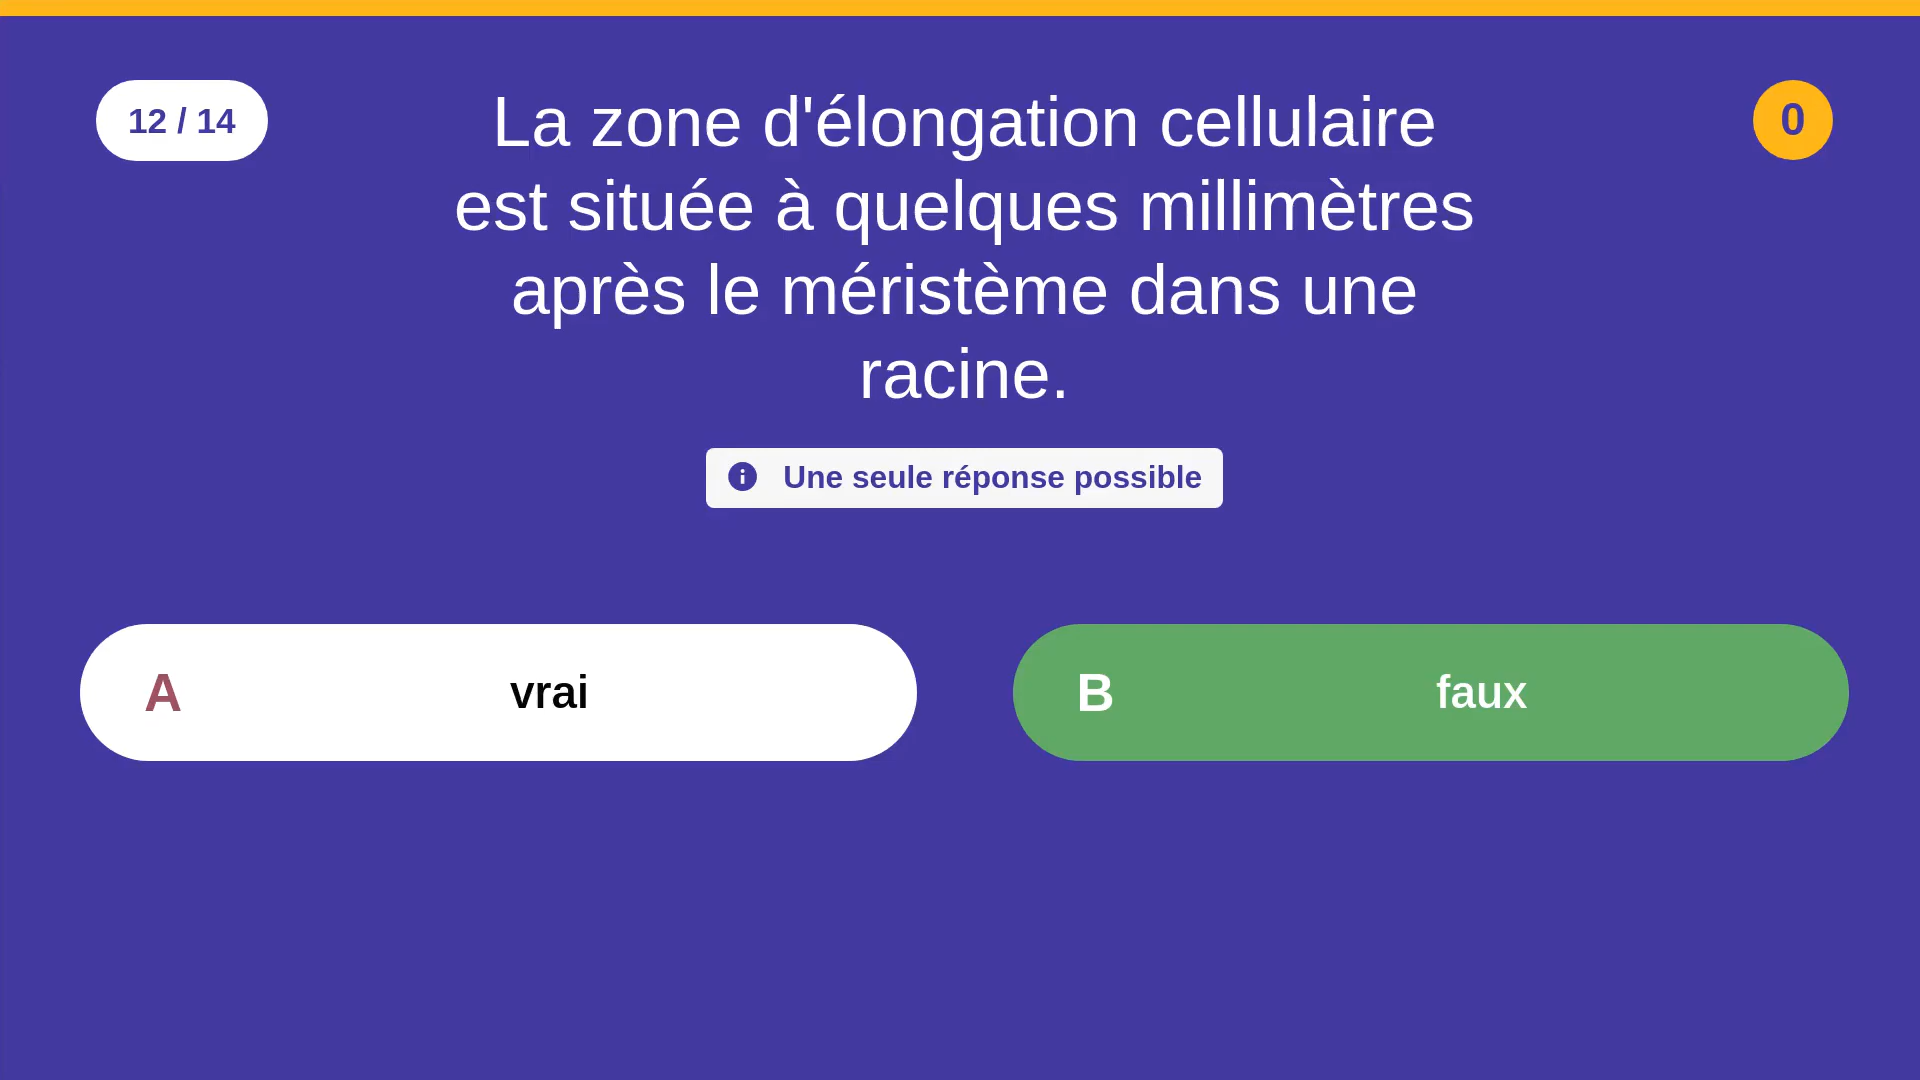 12 / 14
La zone d'élongation cellulaire
est située à quelques millimètres
après le méristème dans une
racine.
0
Une seule réponse possible
A vrai
B faux